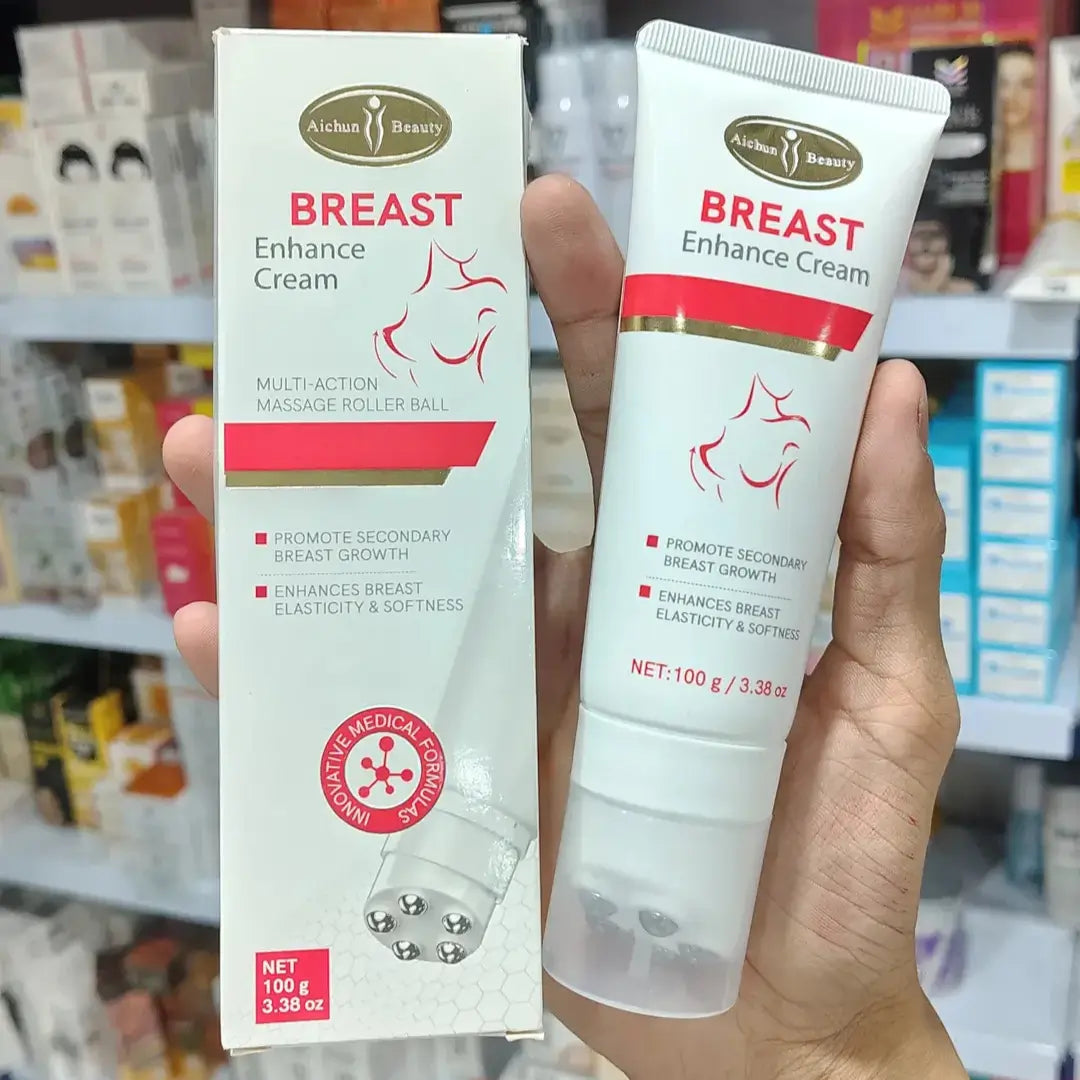 Aichun Beauty
BREAST
Enhance
Cream
MULTI-ACTION
MASSAGE ROLLER BALL
PROMOTE SECONDARY
BREAST GROWTH
ENHANCES BREAST
ELASTICITY & SOFTNESS
INNOVATIVE MEDICAL FORMULAS
NET
100 g
3.38 oz
Aichun Beauty
BREAST
Enhance Cream
PROMOTE SECONDARY
BREAST GROWTH
ENHANCES BREAST
ELASTICITY & SOFTNESS
NET:100 g / 3.38 oz